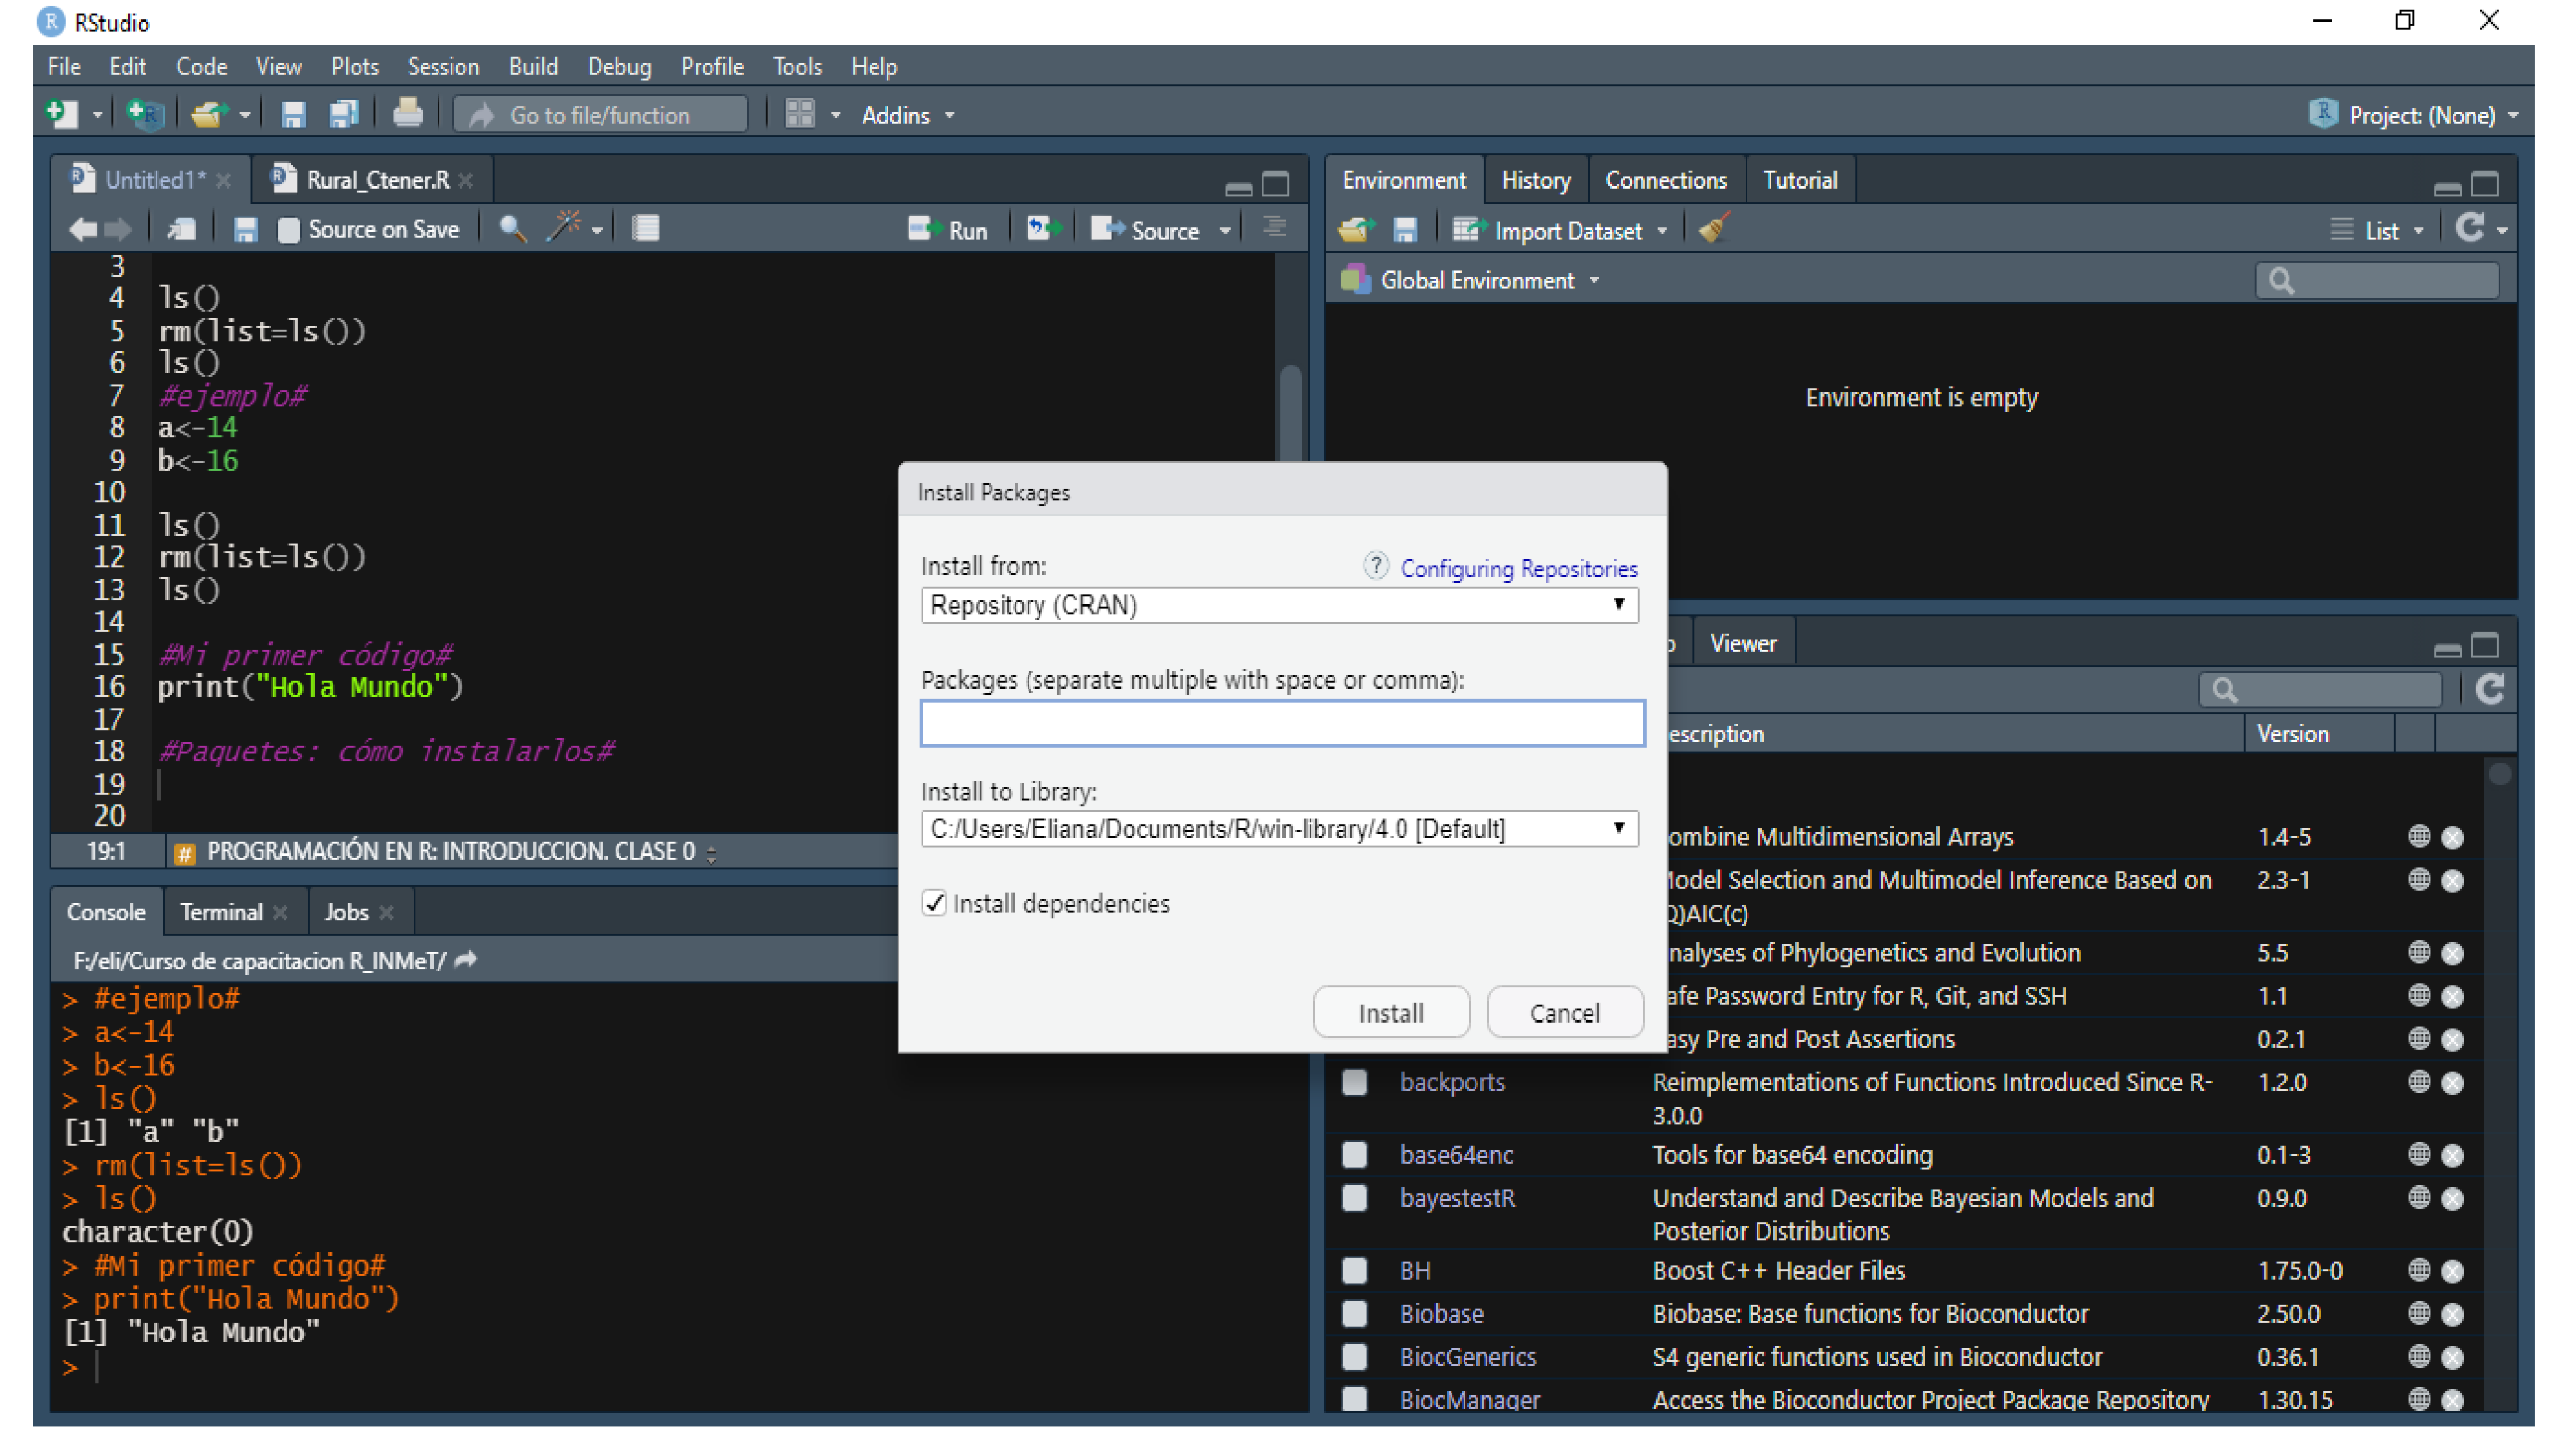 RStudio
File Edit Code View Plots Session Build Debug Profile Tools Help
Go to file/function Addins Project: (None)
Untitled1* Rural_Ctener.R
Source on Save Run Source
3
4 ls()
5 rm(list=ls())
6 ls()
7 #ejemplo#
8 a<-14
9 b<-16
10
11 ls()
12 rm(list=ls())
13 ls()
14
15 #Mi primer código#
16 print("Hola Mundo")
17
18 #Paquetes: cómo instalarlos#
19
20
19:1 # PROGRAMACIÓN EN R: INTRODUCCION. CLASE 0
Console Terminal Jobs
F:/eli/Curso de capacitacion R_INMeT/
> #ejemplo#
> a<-14
> b<-16
> ls()
[1] "a" "b"
> rm(list=ls())
> ls()
character(0)
> #Mi primer código#
> print("Hola Mundo")
[1] "Hola Mundo"
>
Environment History Connections Tutorial
Import Dataset List
Global Environment
Environment is empty
Install Packages
Install from: ? Configuring Repositories
Repository (CRAN)
Packages (separate multiple with space or comma):
Install to Library:
C:/Users/Eliana/Documents/R/win-library/4.0 [Default]
Install dependencies
Install Cancel
Viewer
escription Version
ombine Multidimensional Arrays 1.4-5
Model Selection and Multimodel Inference Based on 2.3-1
Q)AIC(c)
nalyses of Phylogenetics and Evolution 5.5
afe Password Entry for R, Git, and SSH 1.1
asy Pre and Post Assertions 0.2.1
backports Reimplementations of Functions Introduced Since R- 1.2.0
3.0.0
base64enc Tools for base64 encoding 0.1-3
bayestestR Understand and Describe Bayesian Models and 0.9.0
Posterior Distributions
BH Boost C++ Header Files 1.75.0-0
Biobase Biobase: Base functions for Bioconductor 2.50.0
BiocGenerics S4 generic functions used in Bioconductor 0.36.1
BiocManager Access the Bioconductor Project Package Repository 1.30.15